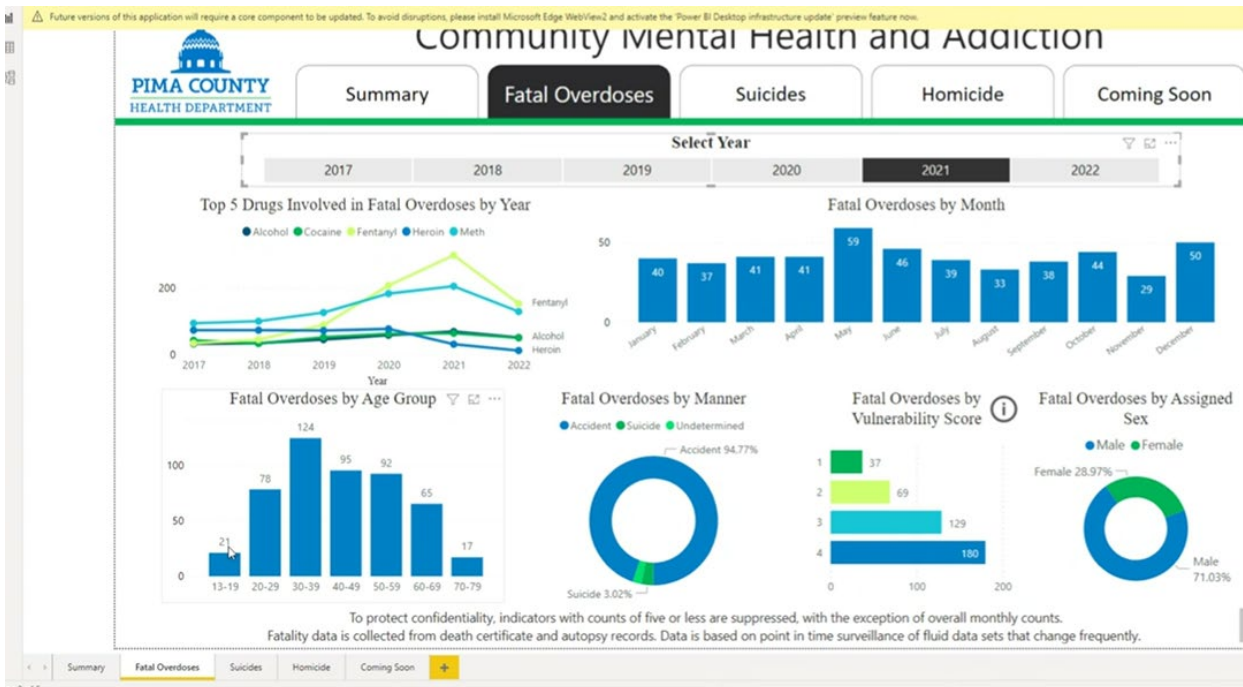 Future versions of this application will require a core component to be updated. To avoid disruptions, please install Microsoft Edge WebView2 and activate the 'Power BI Desktop infrastructure update' preview feature now.
Community Mental Health and Addiction
PIMA COUNTY
HEALTH DEPARTMENT
Summary
Fatal Overdoses
Suicides
Homicide
Coming Soon
Select Year
2017 2018 2019 2020 2021 2022
Top 5 Drugs Involved in Fatal Overdoses by Year
Alcohol Cocaine Fentanyl Heroin Meth
200
0
Fentanyl
Alcohol
Heroin
2017 2018 2019 2020 2021 2022
Year
Fatal Overdoses by Month
50
0
40 37 41 41 59 46 39 33 38 44 29 50
January February March April May June July August September October November December
Fatal Overdoses by Age Group
100
50
0
21 78 124 95 92 65 17
13-19 20-29 30-39 40-49 50-59 60-69 70-79
Fatal Overdoses by Manner
Accident Suicide Undetermined
Accident 94.77%
Suicide 3.02%
Fatal Overdoses by
Vulnerability Score
i
1 37
2 69
3 129
4 180
0 100 200
Fatal Overdoses by Assigned
Sex
Male Female
Female 28.97%
Male
71.03%
To protect confidentiality, indicators with counts of five or less are suppressed, with the exception of overall monthly counts.
Fatality data is collected from death certificate and autopsy records. Data is based on point in time surveillance of fluid data sets that change frequently.
Summary Fatal Overdoses Suicides Homicide Coming Soon +